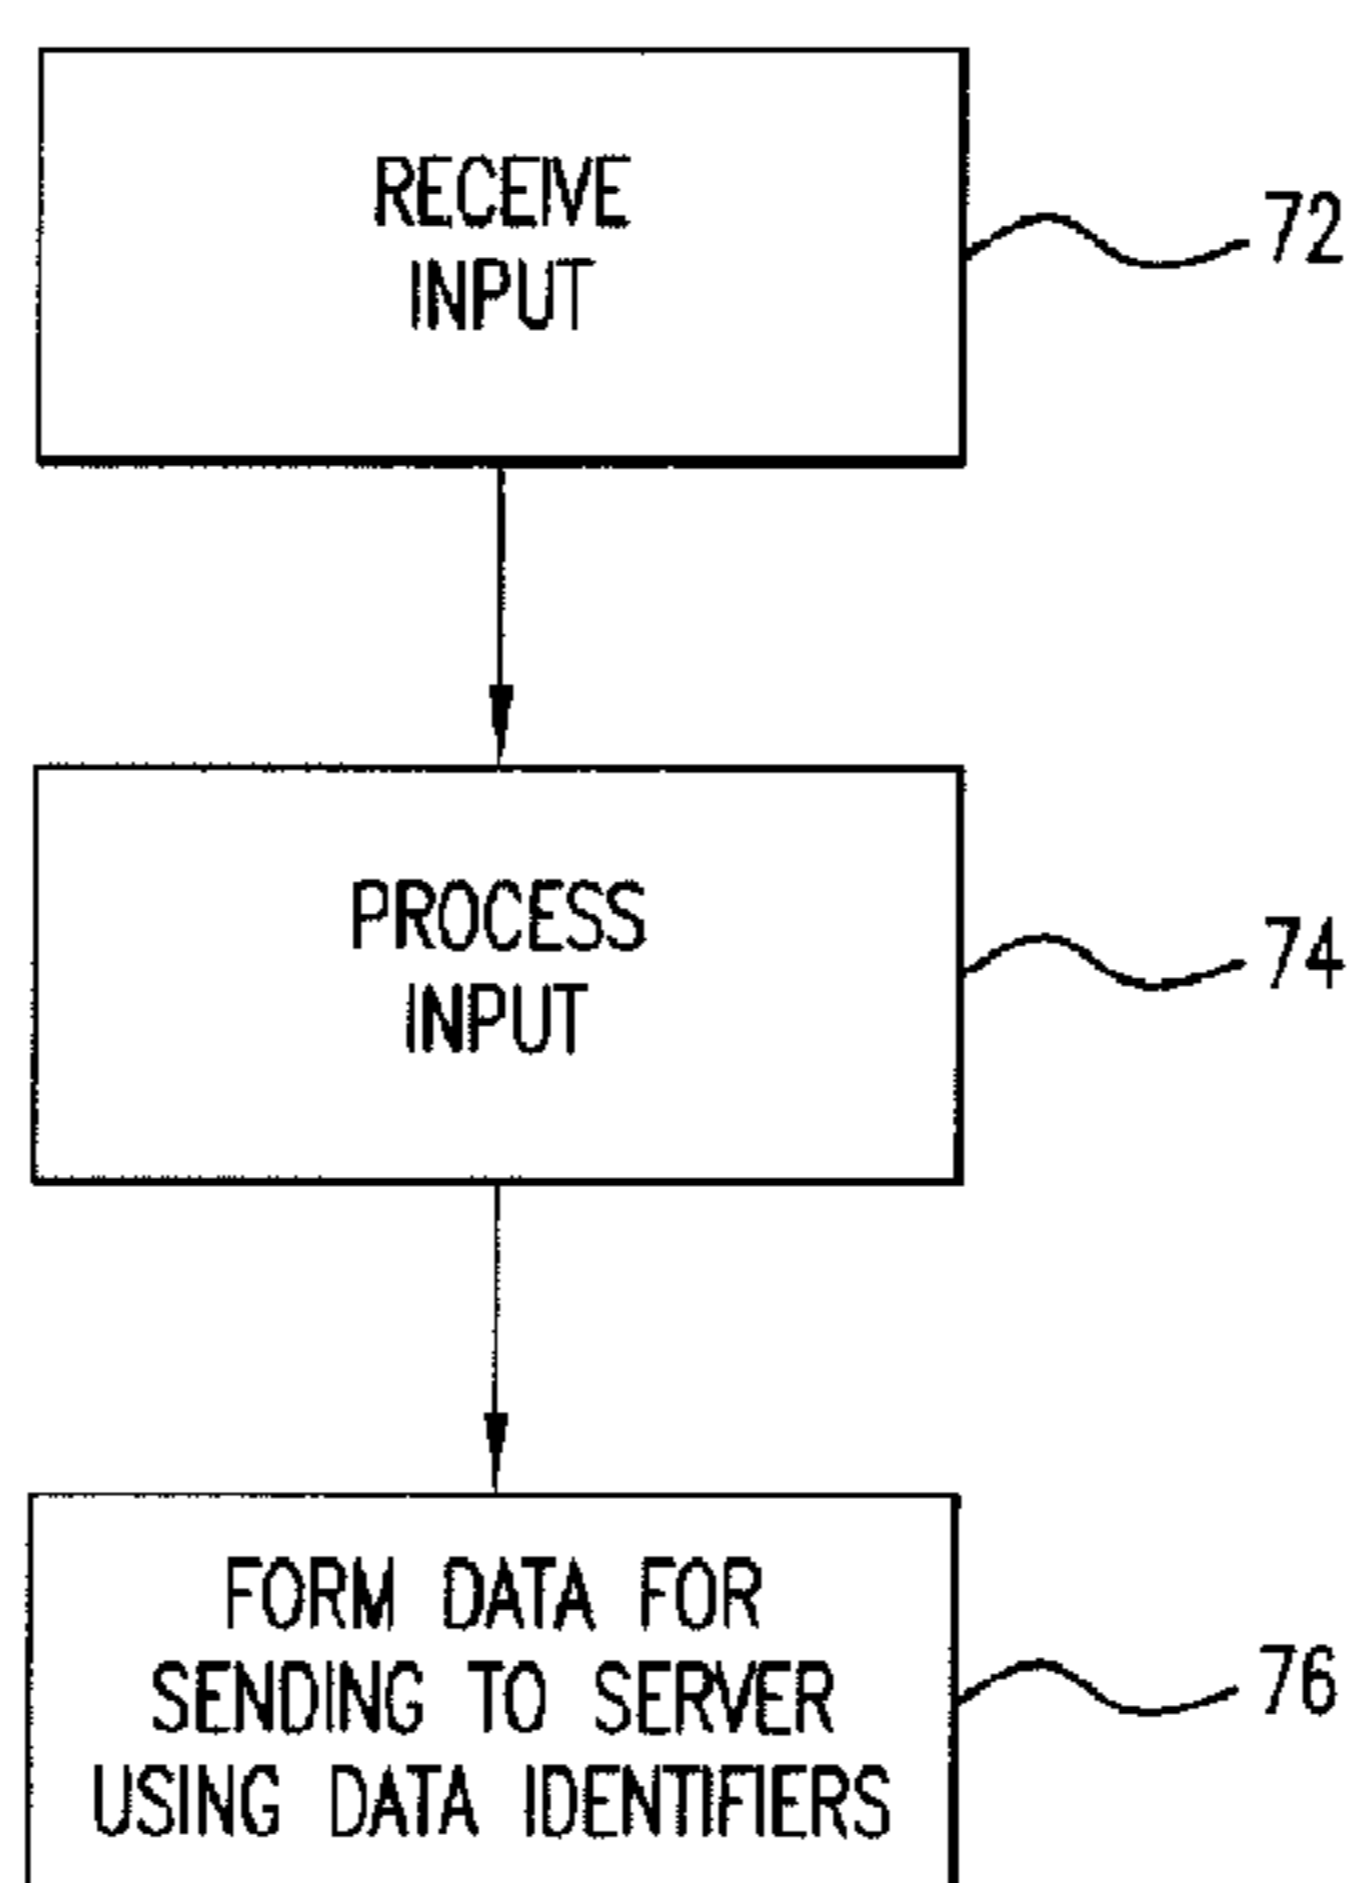 RECEIVE
INPUT
72
PROCESS
INPUT
74
FORM DATA FOR
SENDING TO SERVER
USING DATA IDENTIFIERS
76